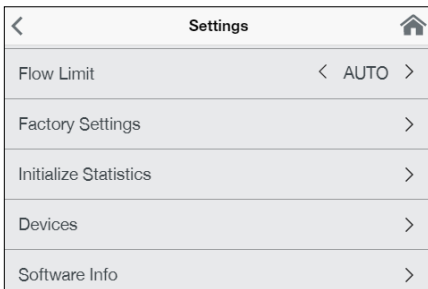 Settings
Flow Limit AUTO
Factory Settings
Initialize Statistics
Devices
Software Info